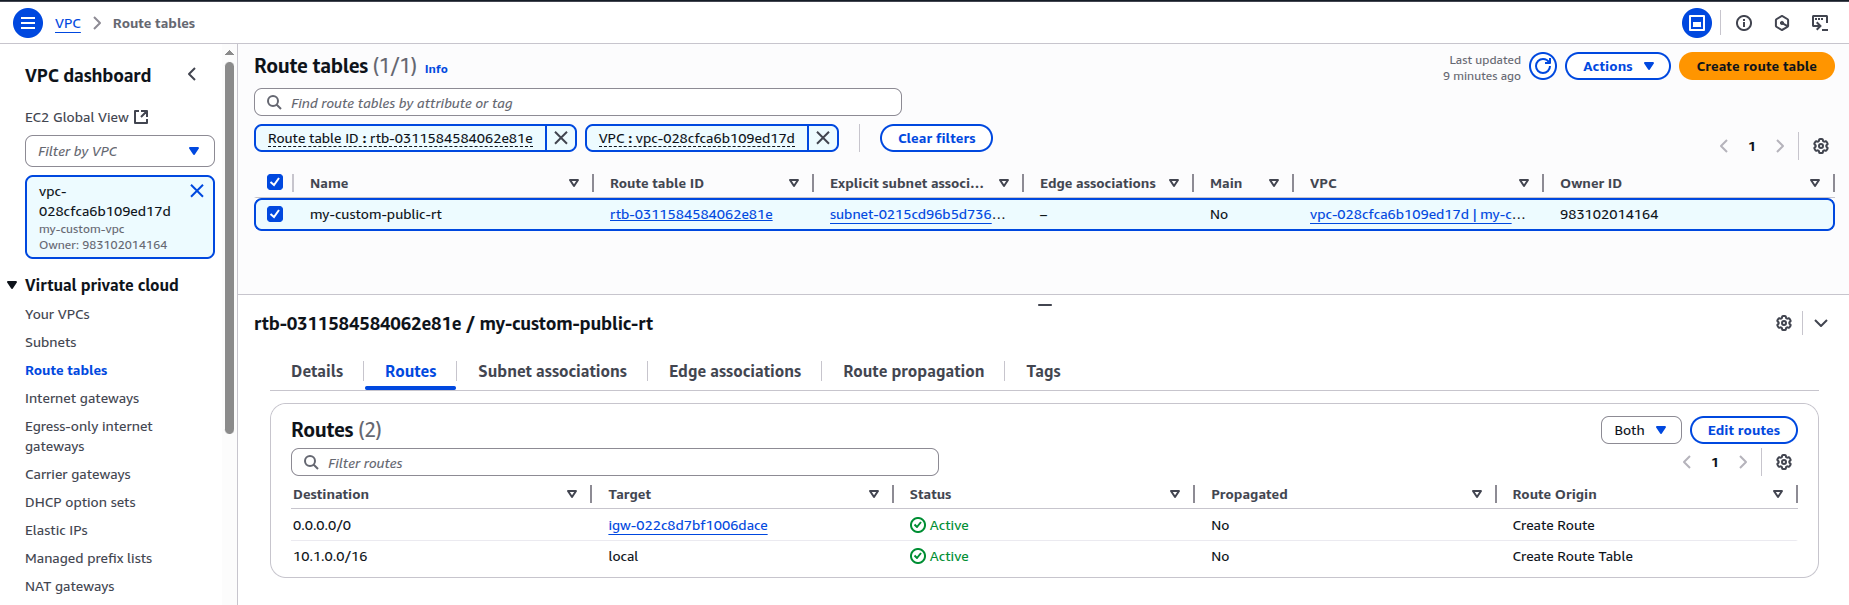 VPC > Route tables
VPC dashboard
EC2 Global View
Filter by VPC
vpc-
028cfca6b109ed17d
my-custom-vpc
Owner: 983102014164
Virtual private cloud
Your VPCs
Subnets
Route tables
Internet gateways
Egress-only internet
gateways
Carrier gateways
DHCP option sets
Elastic IPs
Managed prefix lists
NAT gateways
Route tables (1/1) Info
Last updated
9 minutes ago
Actions
Create route table
Find route tables by attribute or tag
Route table ID : rtb-0311584584062e81e
VPC : vpc-028cfca6b109ed17d
Clear filters
1
Name Route table ID Explicit subnet associ... Edge associations Main VPC Owner ID
my-custom-public-rt rtb-0311584584062e81e subnet-0215cd96b5d736... – No vpc-028cfca6b109ed17d | my-c... 983102014164
rtb-0311584584062e81e / my-custom-public-rt
Details Routes Subnet associations Edge associations Route propagation Tags
Routes (2)
Both
Edit routes
Filter routes
1
Destination Target Status Propagated Route Origin
0.0.0.0/0 igw-022c8d7bf1006dace Active No Create Route
10.1.0.0/16 local Active No Create Route Table